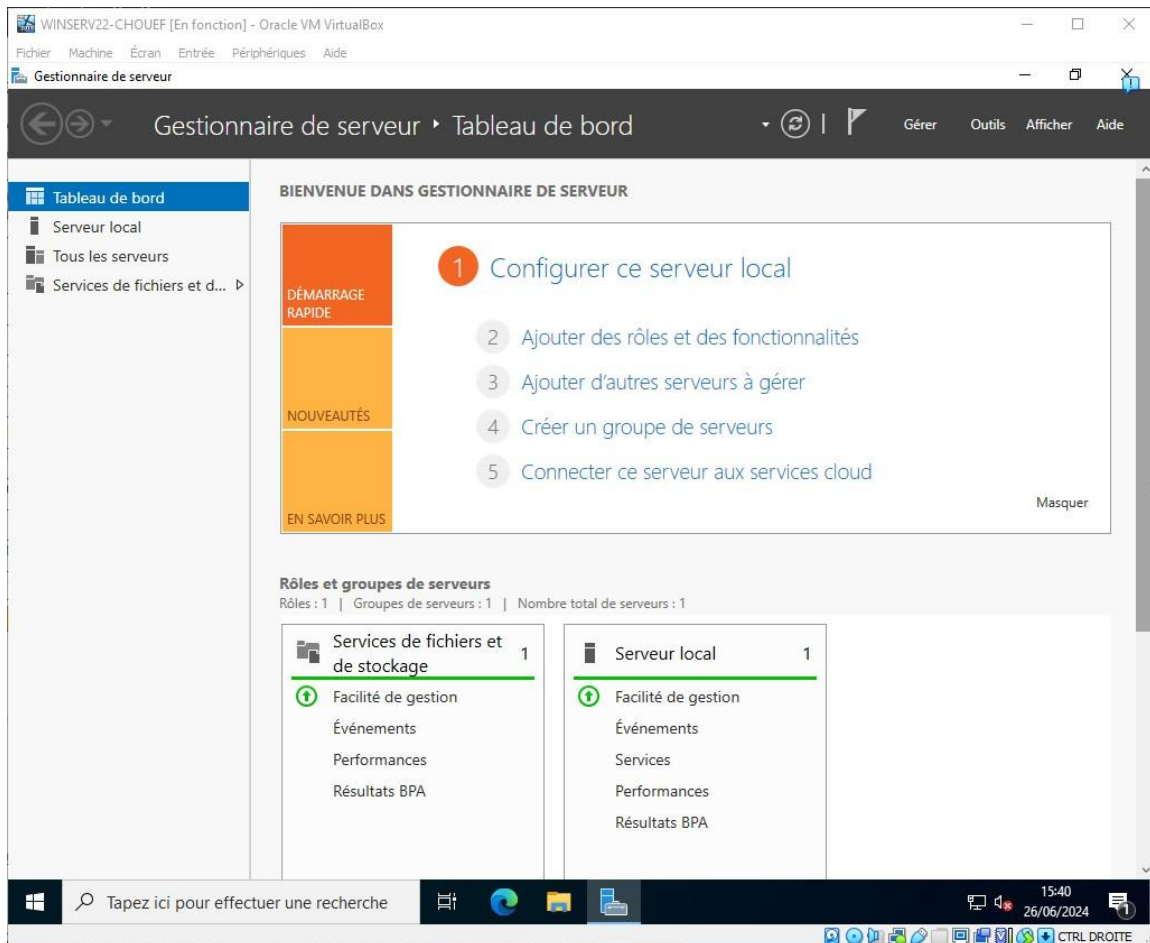 WINSERV22-CHOUEF [En fonction] - Oracle VM VirtualBox
Fichier Machine Écran Entrée Périphériques Aide
Gestionnaire de serveur
Gestionnaire de serveur Tableau de bord
Gérer Outils Afficher Aide
Tableau de bord
Serveur local
Tous les serveurs
Services de fichiers et d...
BIENVENUE DANS GESTIONNAIRE DE SERVEUR
DÉMARRAGE
RAPIDE
NOUVEAUTÉS
EN SAVOIR PLUS
1 Configurer ce serveur local
2 Ajouter des rôles et des fonctionnalités
3 Ajouter d'autres serveurs à gérer
4 Créer un groupe de serveurs
5 Connecter ce serveur aux services cloud
Masquer
Rôles et groupes de serveurs
Rôles : 1 | Groupes de serveurs : 1 | Nombre total de serveurs : 1
Services de fichiers et
de stockage
1
Facilité de gestion
Événements
Performances
Résultats BPA
Serveur local 1
Facilité de gestion
Événements
Services
Performances
Résultats BPA
Tapez ici pour effectuer une recherche
15:40
26/06/2024
1
CTRL DROITE